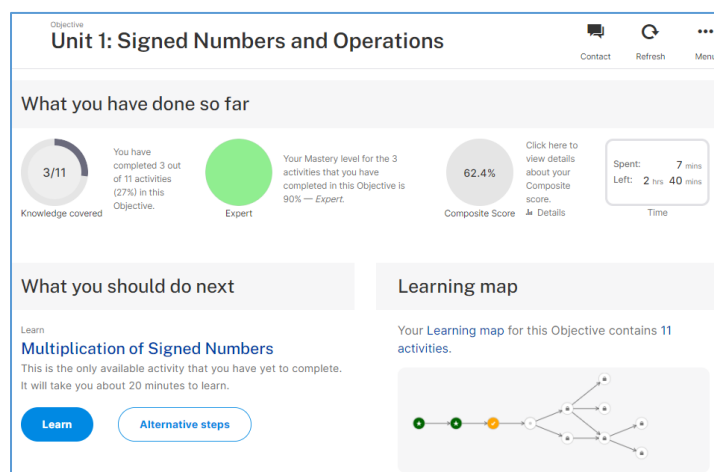 Objective
Unit 1: Signed Numbers and Operations
Contact
Refresh
Menu
What you have done so far
3/11
Knowledge covered
You have
completed 3 out
of 11 activities
(27%) in this
Objective.
Expert
Your Mastery level for the 3
activities that you have
completed in this Objective is
90% — Expert.
62.4%
Composite Score
Click here to
view details
about your
Composite
score.
Details
Spent: 7 mins
Left: 2 hrs 40 mins
Time
What you should do next
Learn
Multiplication of Signed Numbers
This is the only available activity that you have yet to complete.
It will take you about 20 minutes to learn.
Learn
Alternative steps
Learning map
Your Learning map for this Objective contains 11
activities.